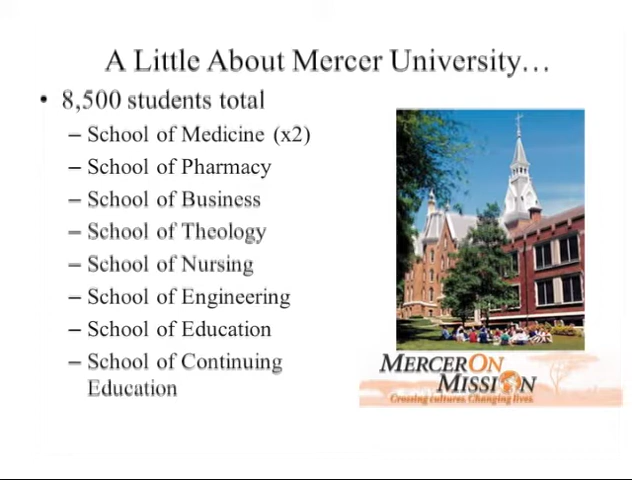 A Little About Mercer University…
• 8,500 students total
– School of Medicine (x2)
– School of Pharmacy
– School of Business
– School of Theology
– School of Nursing
– School of Engineering
– School of Education
– School of Continuing
Education
MERCER ON
MISSION
Crossing cultures. Changing lives.